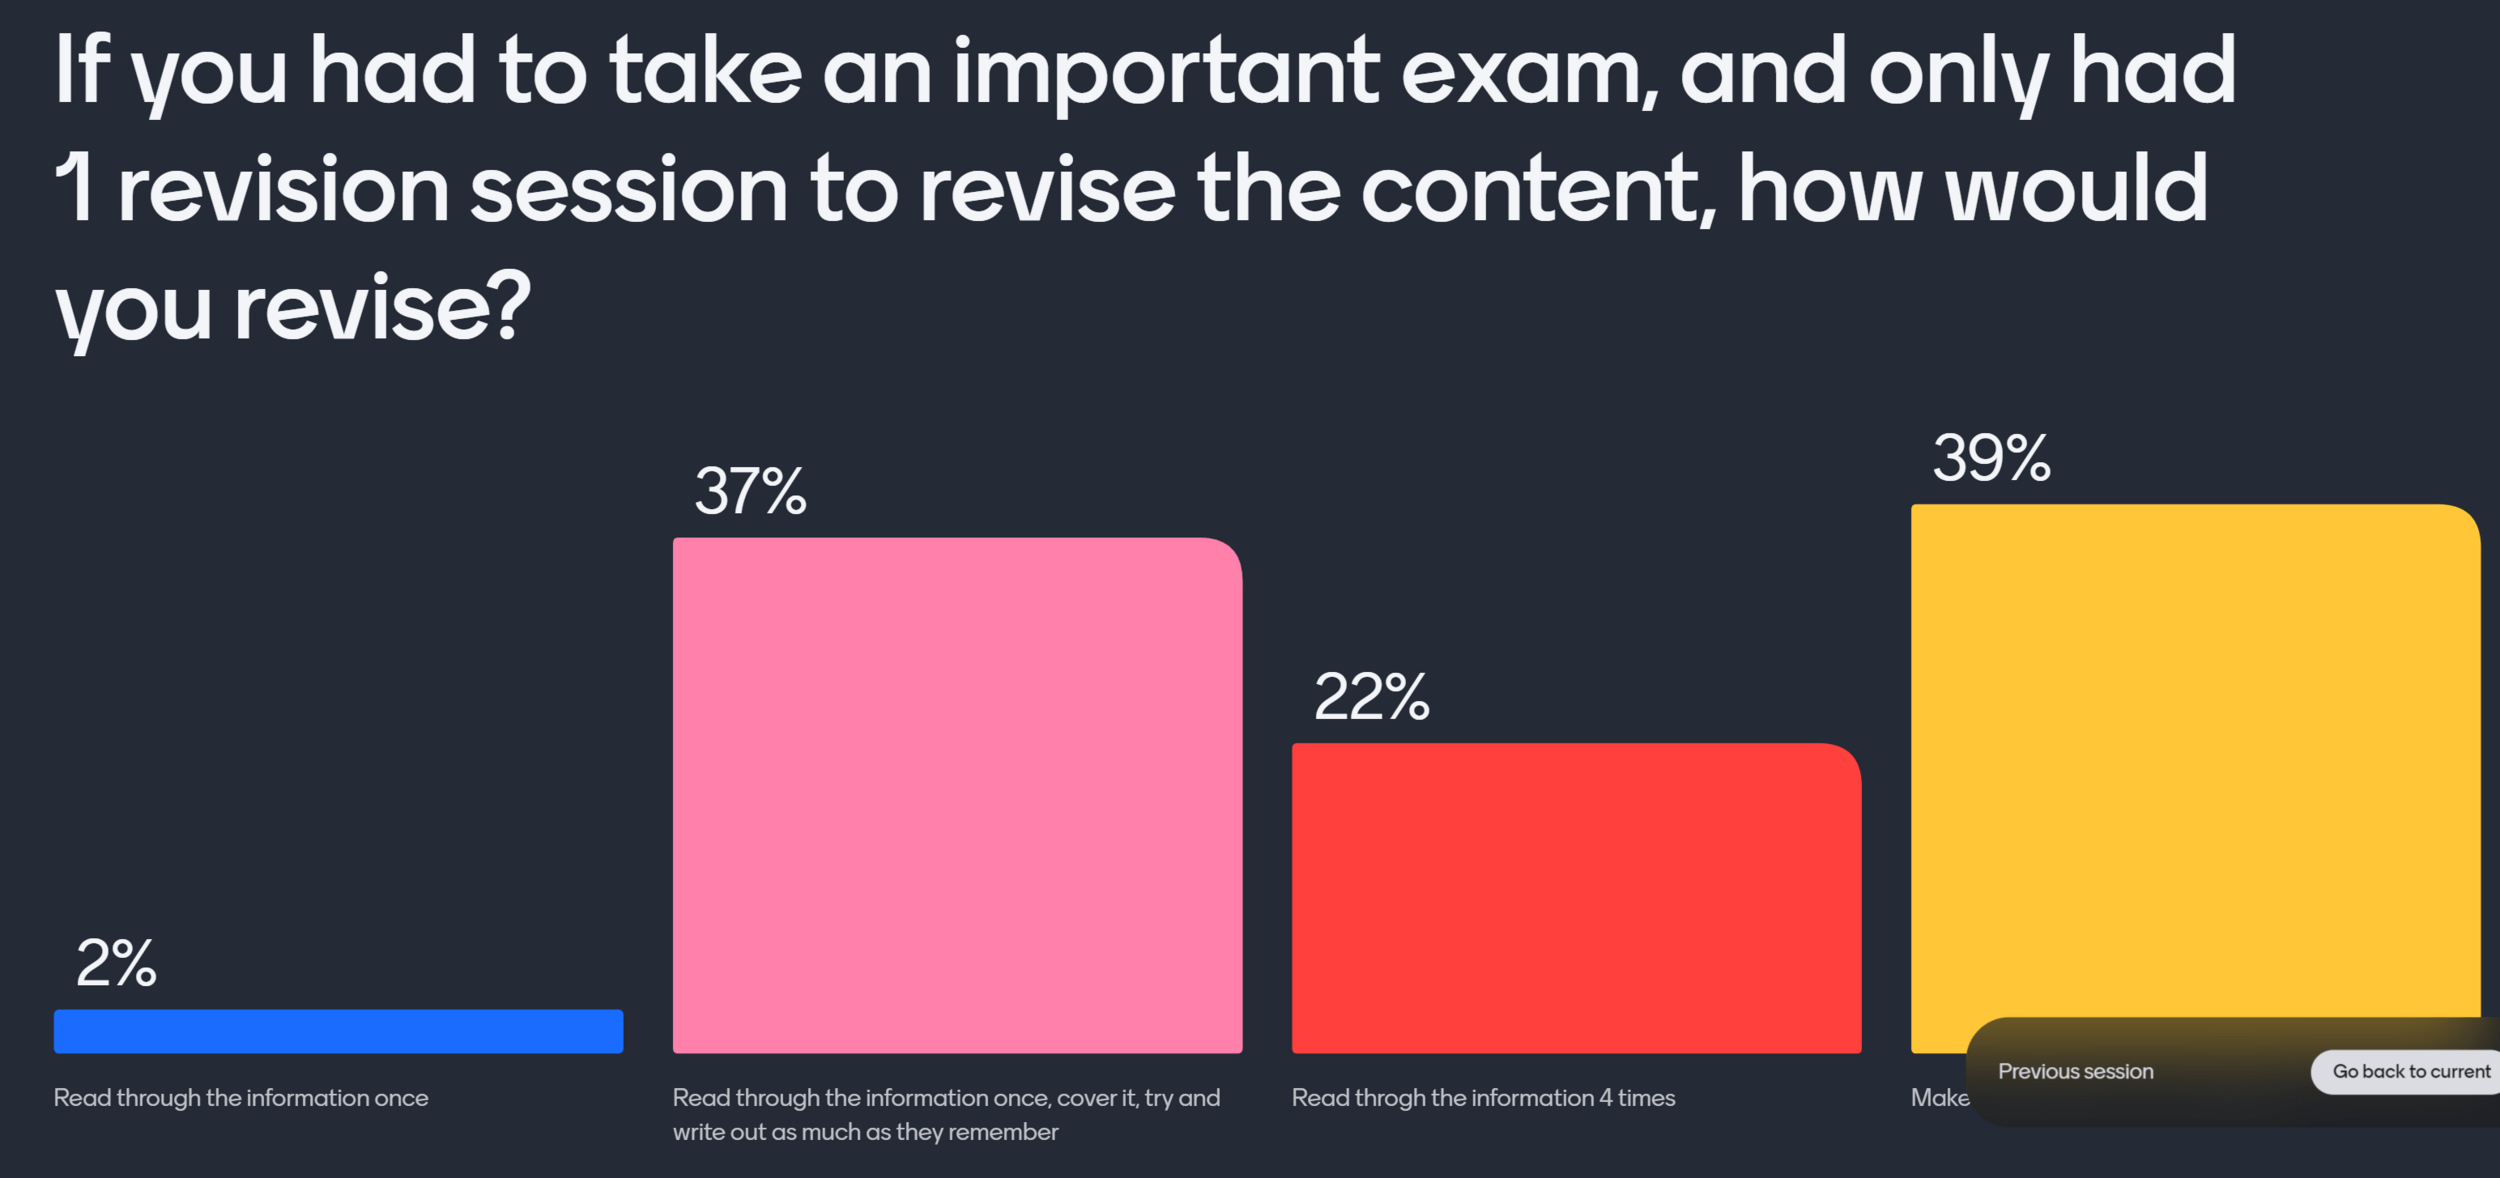 If you had to take an important exam, and only had
1 revision session to revise the content, how would
you revise?
2%
37%
22%
39%
Read through the information once
Read through the information once, cover it, try and
write out as much as they remember
Read throgh the information 4 times
Make
Previous session
Go back to current